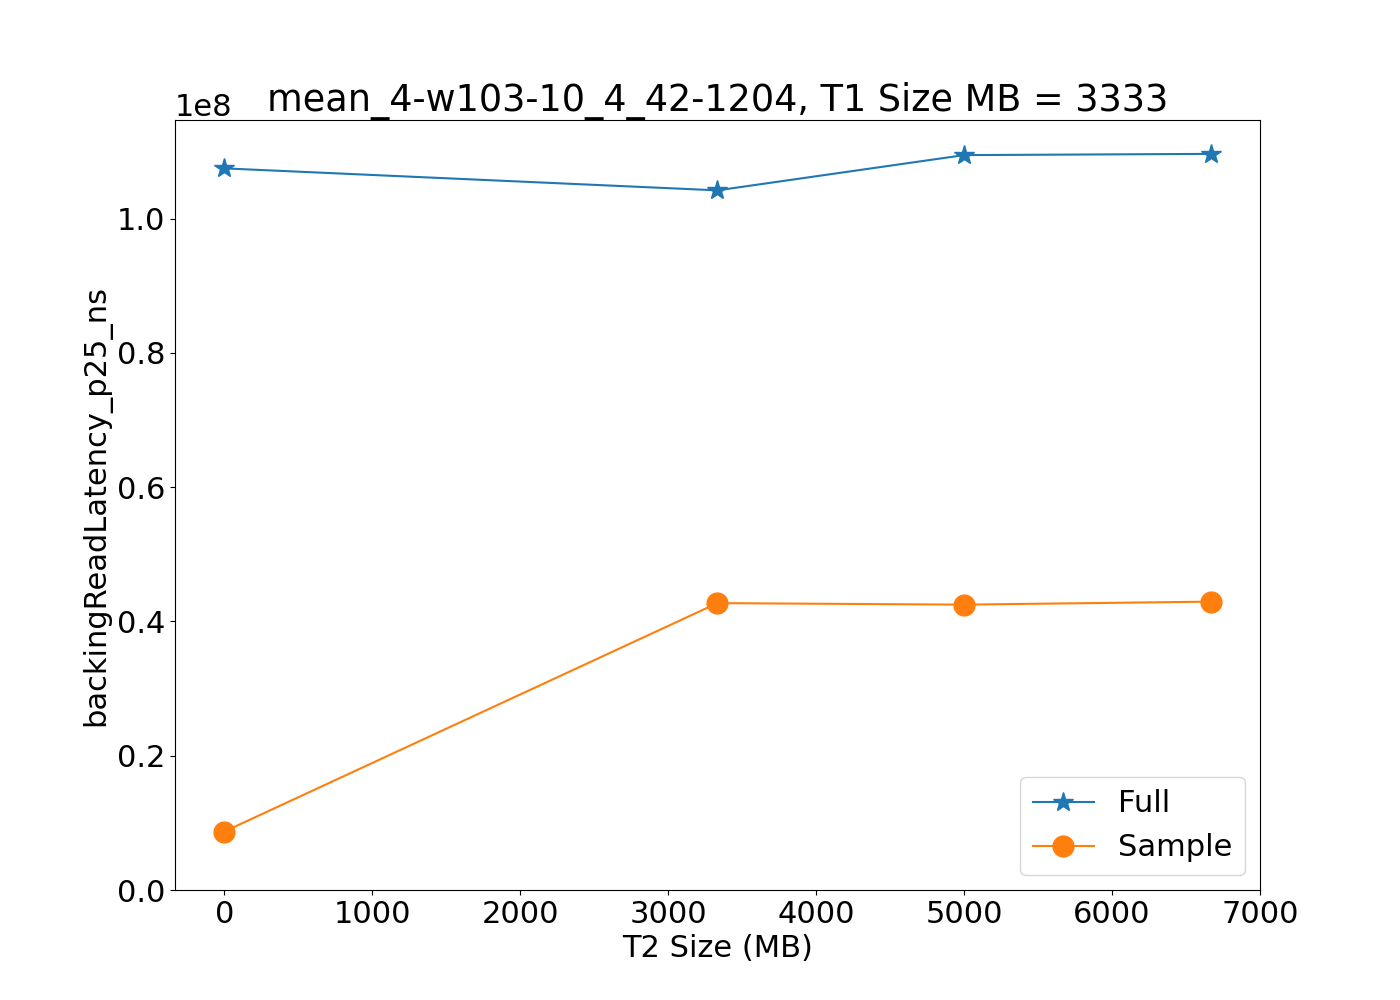 1e8
mean_4-w103-10_4_42-1204, T1 Size MB = 3333
backingReadLatency_p25_ns
1.0
0.8
0.6
0.4
0.2
0.0
0 1000 2000 3000 4000 5000 6000 7000
T2 Size (MB)
Full
Sample